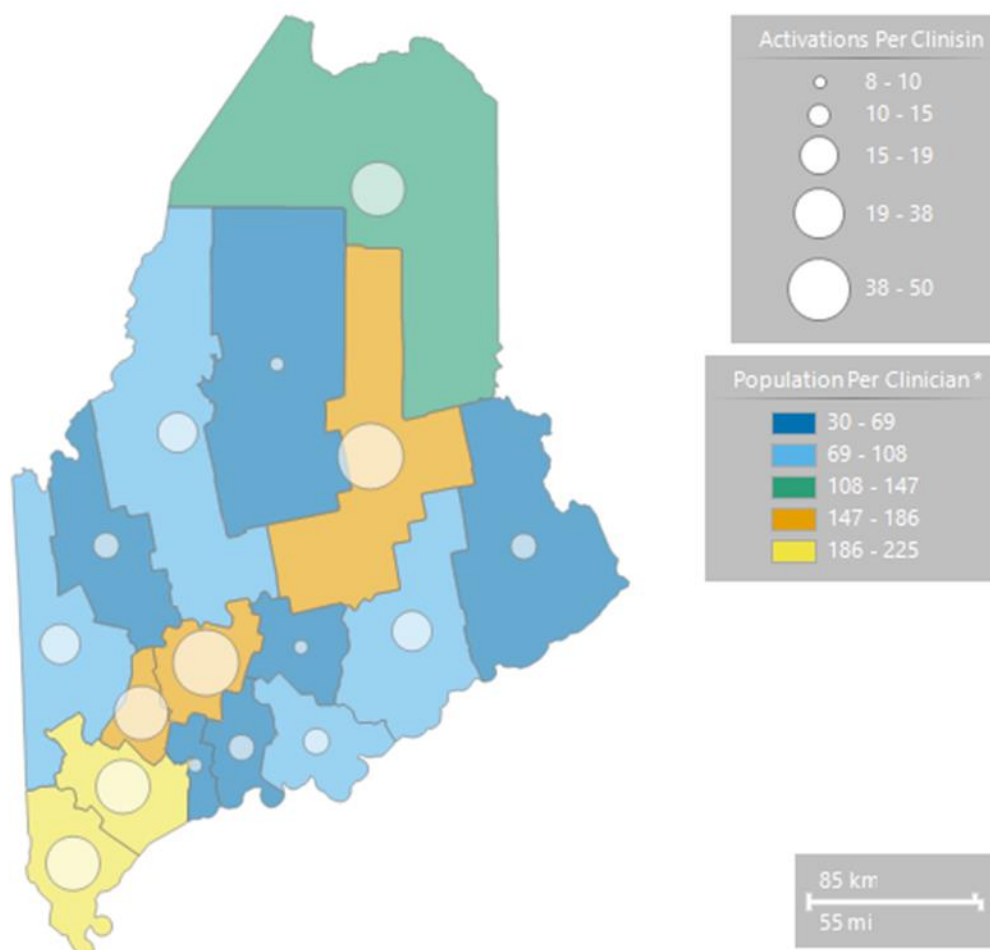 Activations Per Clinisin
8 - 10
10 - 15
15 - 19
19 - 38
38 - 50
Population Per Clinician *
30 - 69
69 - 108
108 - 147
147 - 186
186 - 225
85 km
55 mi